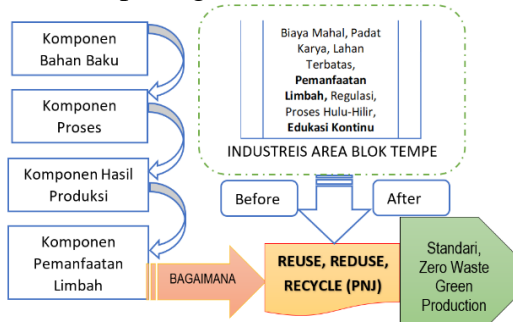 Komponen
Bahan Baku
Komponen
Proses
Komponen Hasil
Produksi
Komponen
Pemanfaatan
Limbah
Biaya Mahal, Padat
Karya, Lahan
Terbatas,
Pemanfaatan
Limbah, Regulasi,
Proses Hulu-Hilir,
Edukasi Kontinu
INDUSTREIS AREA BLOK TEMPE
Before
After
BAGAIMANA
REUSE, REDUSE,
RECYCLE (PNJ)
Standari,
Zero Waste
Green
Production